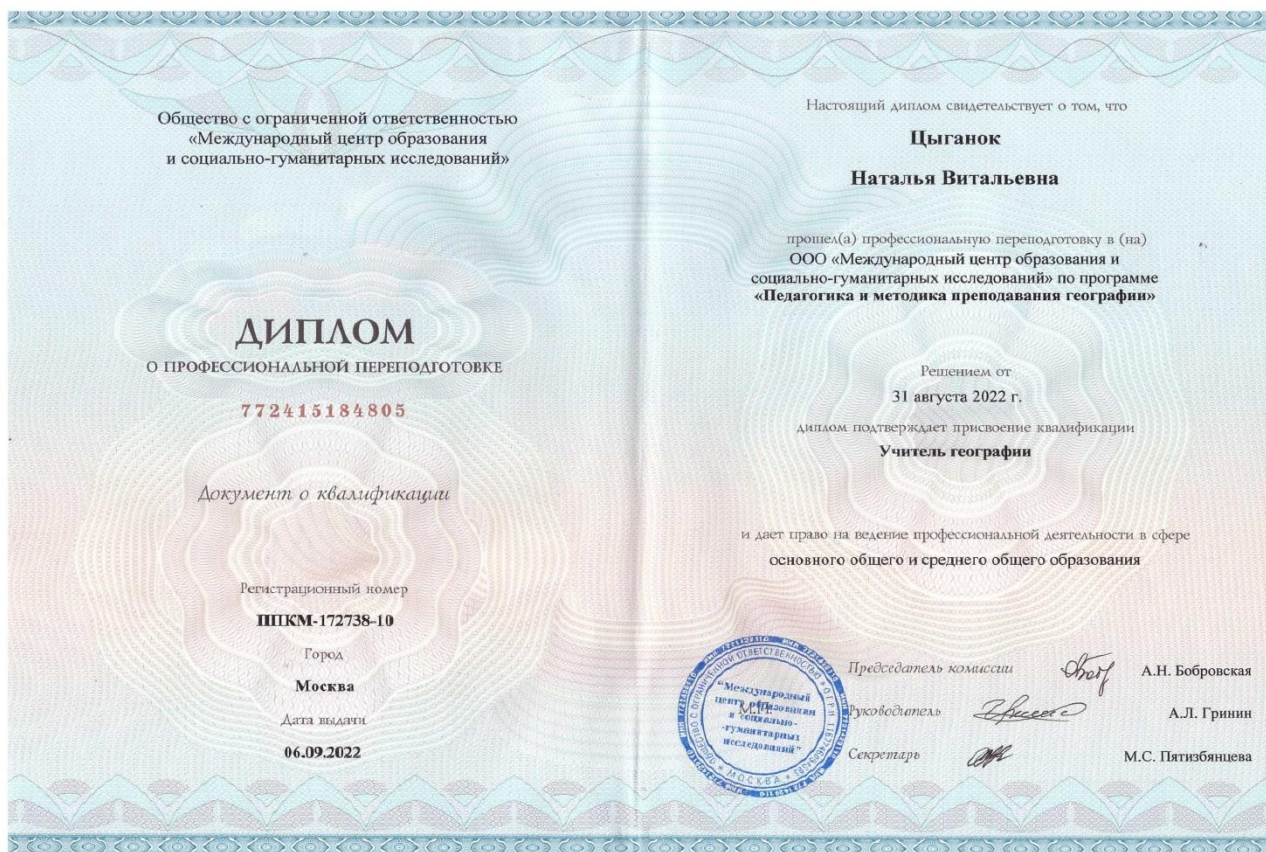 Общество с ограниченной ответственностью
«Международный центр образования
и социально-гуманитарных исследований»
ДИПЛОМ
О ПРОФЕССИОНАЛЬНОЙ ПЕРЕПОДГОТОВКЕ
772415184805
Документ о квалификации
Регистрационный номер
ППКМ-172738-10
Город
Москва
Дата выдачи
06.09.2022
Настоящий диплом свидетельствует о том, что
Цыганок
Наталья Витальевна
прошел(а) профессиональную переподготовку в (на)
ООО «Международный центр образования и
социально-гуманитарных исследований» по программе
«Педагогика и методика преподавания географии»
Решением от
31 августа 2022 г.
диплом подтверждает присвоение квалификации
Учитель географии
и дает право на ведение профессиональной деятельности в сфере
основного общего и среднего общего образования
Председатель комиссии А.Н. Бобровская
М.П. Руководитель А.Л. Гринин
Секретарь М.С. Пятизбянцева
"Международный
центр образования
и социально-
-гуманитарных
исследований"
ОБЩЕСТВО С ОГРАНИЧЕННОЙ ОТВЕТСТВЕННОСТЬЮ
МОСКВА